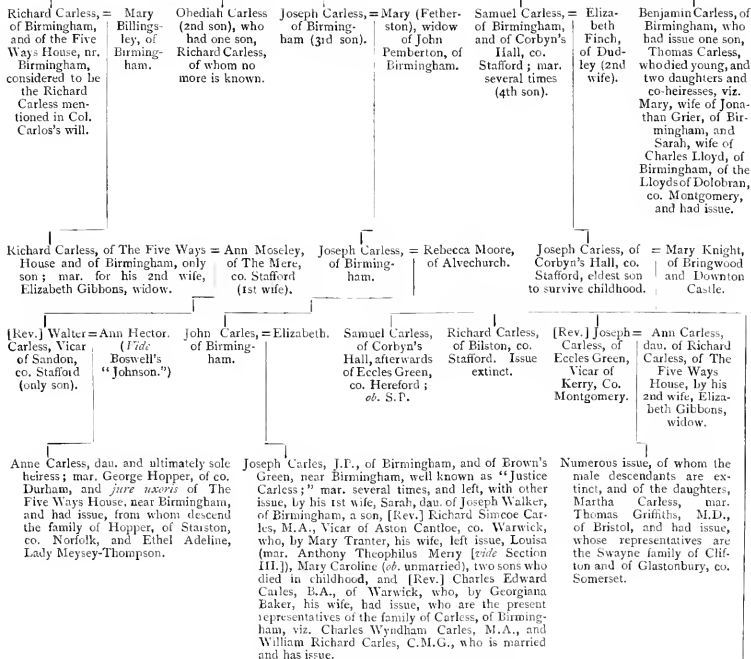 Richard Carless,
of Birmingham,
and of the Five
Ways House, nr.
Birmingham,
considered to be
the Richard
Carless men-
tioned in Col.
Carlos's will.
= Mary
Billings-
ley, of
Birming-
ham.
Obediah Carless
(2nd son), who
had one son,
Richard Carless,
of whom no
more is known.
Joseph Carless,
of Birming-
ham (3rd son).
= Mary (Fether-
ston), widow
of John
Pemberton, of
Birmingham.
Samuel Carless,
of Birmingham,
and of Corbyn's
Hall, co.
Stafford; mar.
several times
(4th son).
= Eliza-
beth
Finch,
of Dud-
ley (2nd
wife).
Benjamin Carless, of
Birmingham, who
had issue one son,
Thomas Carless,
who died young, and
two daughters and
co-heiresses, viz.
Mary, wife of Jona-
than Grier, of Bir-
mingham, and
Sarah, wife of
Charles Lloyd, of
Birmingham, of the
Lloyds of Dolobran,
co. Montgomery,
and had issue.
Richard Carless, of The Five Ways
House and of Birmingham, only
son; mar. for his 2nd wife,
Elizabeth Gibbons, widow.
= Ann Moseley,
of The Mere,
co. Stafford
(1st wife).
Joseph Carless,
of Birming-
ham.
= Rebecca Moore,
of Alvechurch.
Joseph Carless, of
Corbyn's Hall, co.
Stafford, eldest son
to survive childhood.
= Mary Knight,
of Bringwood
and Downton
Castle.
[Rev.] Walter
Carless, Vicar
of Sandon,
co. Stafford
(only son).
= Ann Hector.
(Vide
Boswell's
"Johnson.")
John Carles,
of Birming-
ham.
= Elizabeth.
Samuel Carless,
of Corbyn's
Hall, afterwards
of Eccles Green,
co. Hereford;
ob. S.P.
Richard Carless,
of Bilston, co.
Stafford. Issue
extinct.
[Rev.] Joseph
Carless, of
Eccles Green,
Vicar of
Kerry, Co.
Montgomery.
= Ann Carless,
dau. of Richard
Carless, of The
Five Ways
House, by his
2nd wife, Eliza-
beth Gibbons,
widow.
Anne Carless, dau. and ultimately sole
heiress; mar. George Hopper, of co.
Durham, and jure uxoris of The
Five Ways House, near Birmingham,
and had issue, from whom descend
the family of Hopper, of Starston,
co. Norfolk, and Ethel Adeline,
Lady Meysey-Thompson.
Joseph Carles, J.P., of Birmingham, and of Brown's
Green, near Birmingham, well known as "Justice
Carless;" mar. several times, and left, with other
issue, by his 1st wife, Sarah, dau. of Joseph Walker,
of Birmingham, a son, [Rev.] Richard Simcoe Car-
les, M.A., Vicar of Aston Cantloe, co. Warwick,
who, by Mary Tranter, his wife, left issue, Louisa
(mar. Anthony Theophilus Merry [vide Section
III.]), Mary Caroline (ob. unmarried), two sons who
died in childhood, and [Rev.] Charles Edward
Carles, B.A., of Warwick, who, by Georgiana
Baker, his wife, had issue, who are the present
representatives of the family of Carless, of Birming-
ham, viz. Charles Wyndham Carles, M.A., and
William Richard Carles, C.M.G., who is married
and has issue.
Numerous issue, of whom the
male descendants are ex-
tinct, and of the daughters,
Martha Carless, mar.
Thomas Griffiths, M.D.,
of Bristol, and had issue,
whose representatives are
the Swayne family of Clif-
ton and of Glastonbury, co.
Somerset.